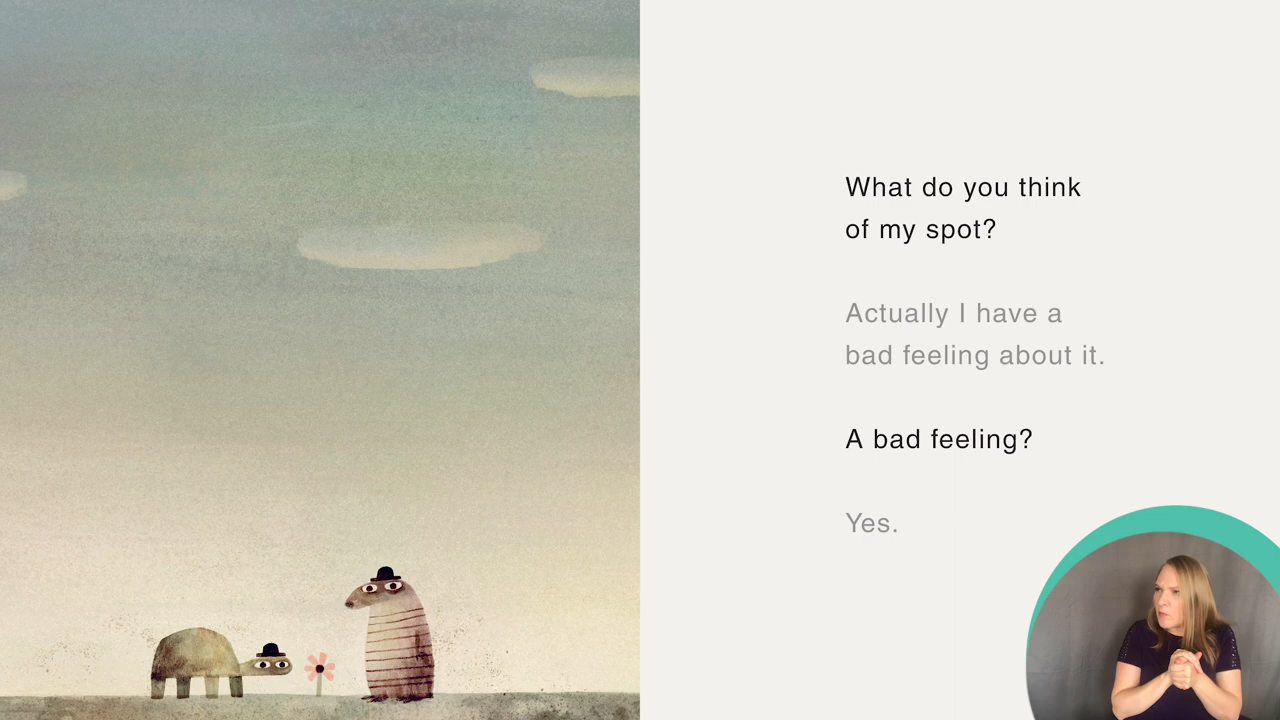 What do you think
of my spot?
Actually I have a
bad feeling about it.
A bad feeling?
Yes.